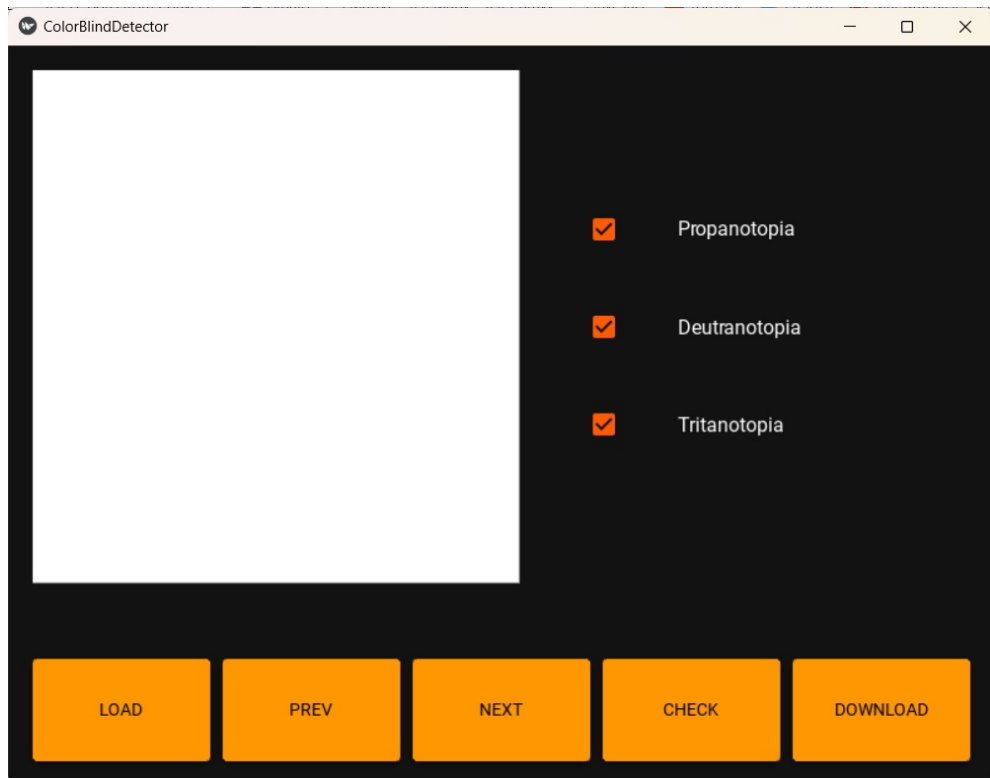 ColorBlindDetector
Propanotopia
Deutranotopia
Tritanotopia
LOAD PREV NEXT CHECK DOWNLOAD